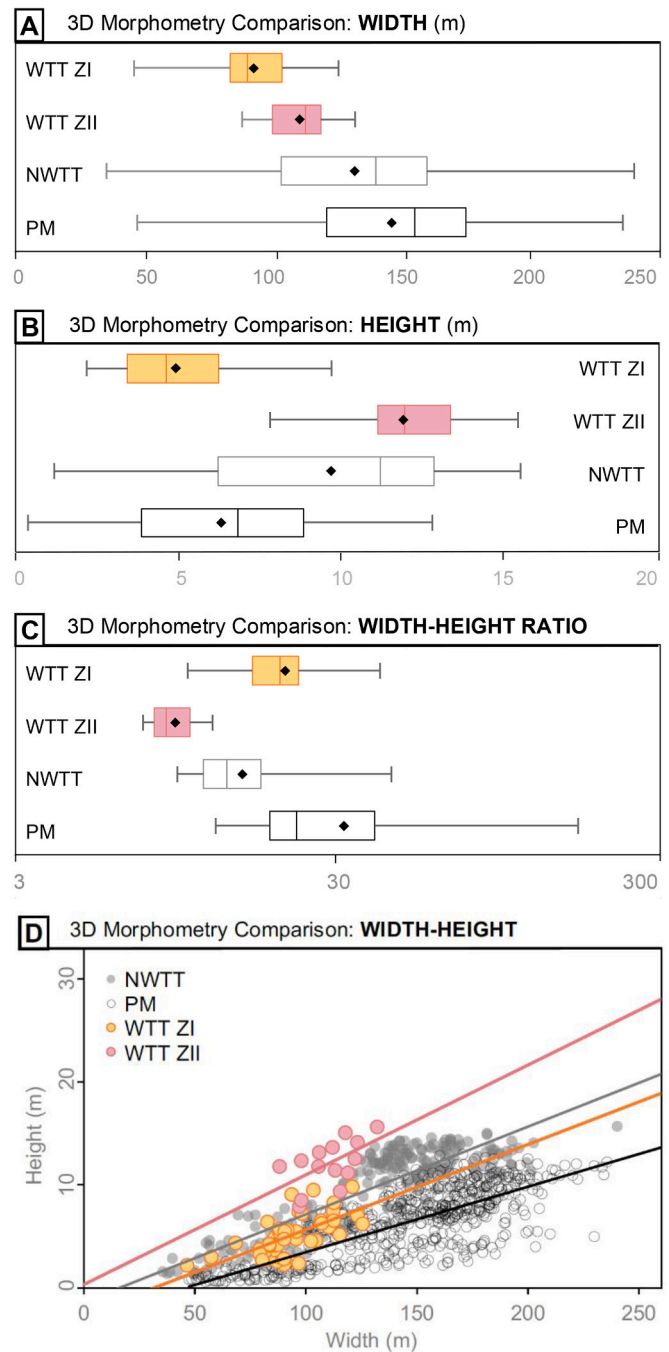 A 3D Morphometry Comparison: WIDTH (m)
WTT ZI
WTT ZII
NWTT
PM
0 50 100 150 200 250
B 3D Morphometry Comparison: HEIGHT (m)
WTT ZI
WTT ZII
NWTT
PM
0 5 10 15 20
C 3D Morphometry Comparison: WIDTH-HEIGHT RATIO
WTT ZI
WTT ZII
NWTT
PM
3 30 300
D 3D Morphometry Comparison: WIDTH-HEIGHT
NWTT
PM
WTT ZI
WTT ZII
Height (m)
30
20
10
0
0 50 100 150 200 250
Width (m)